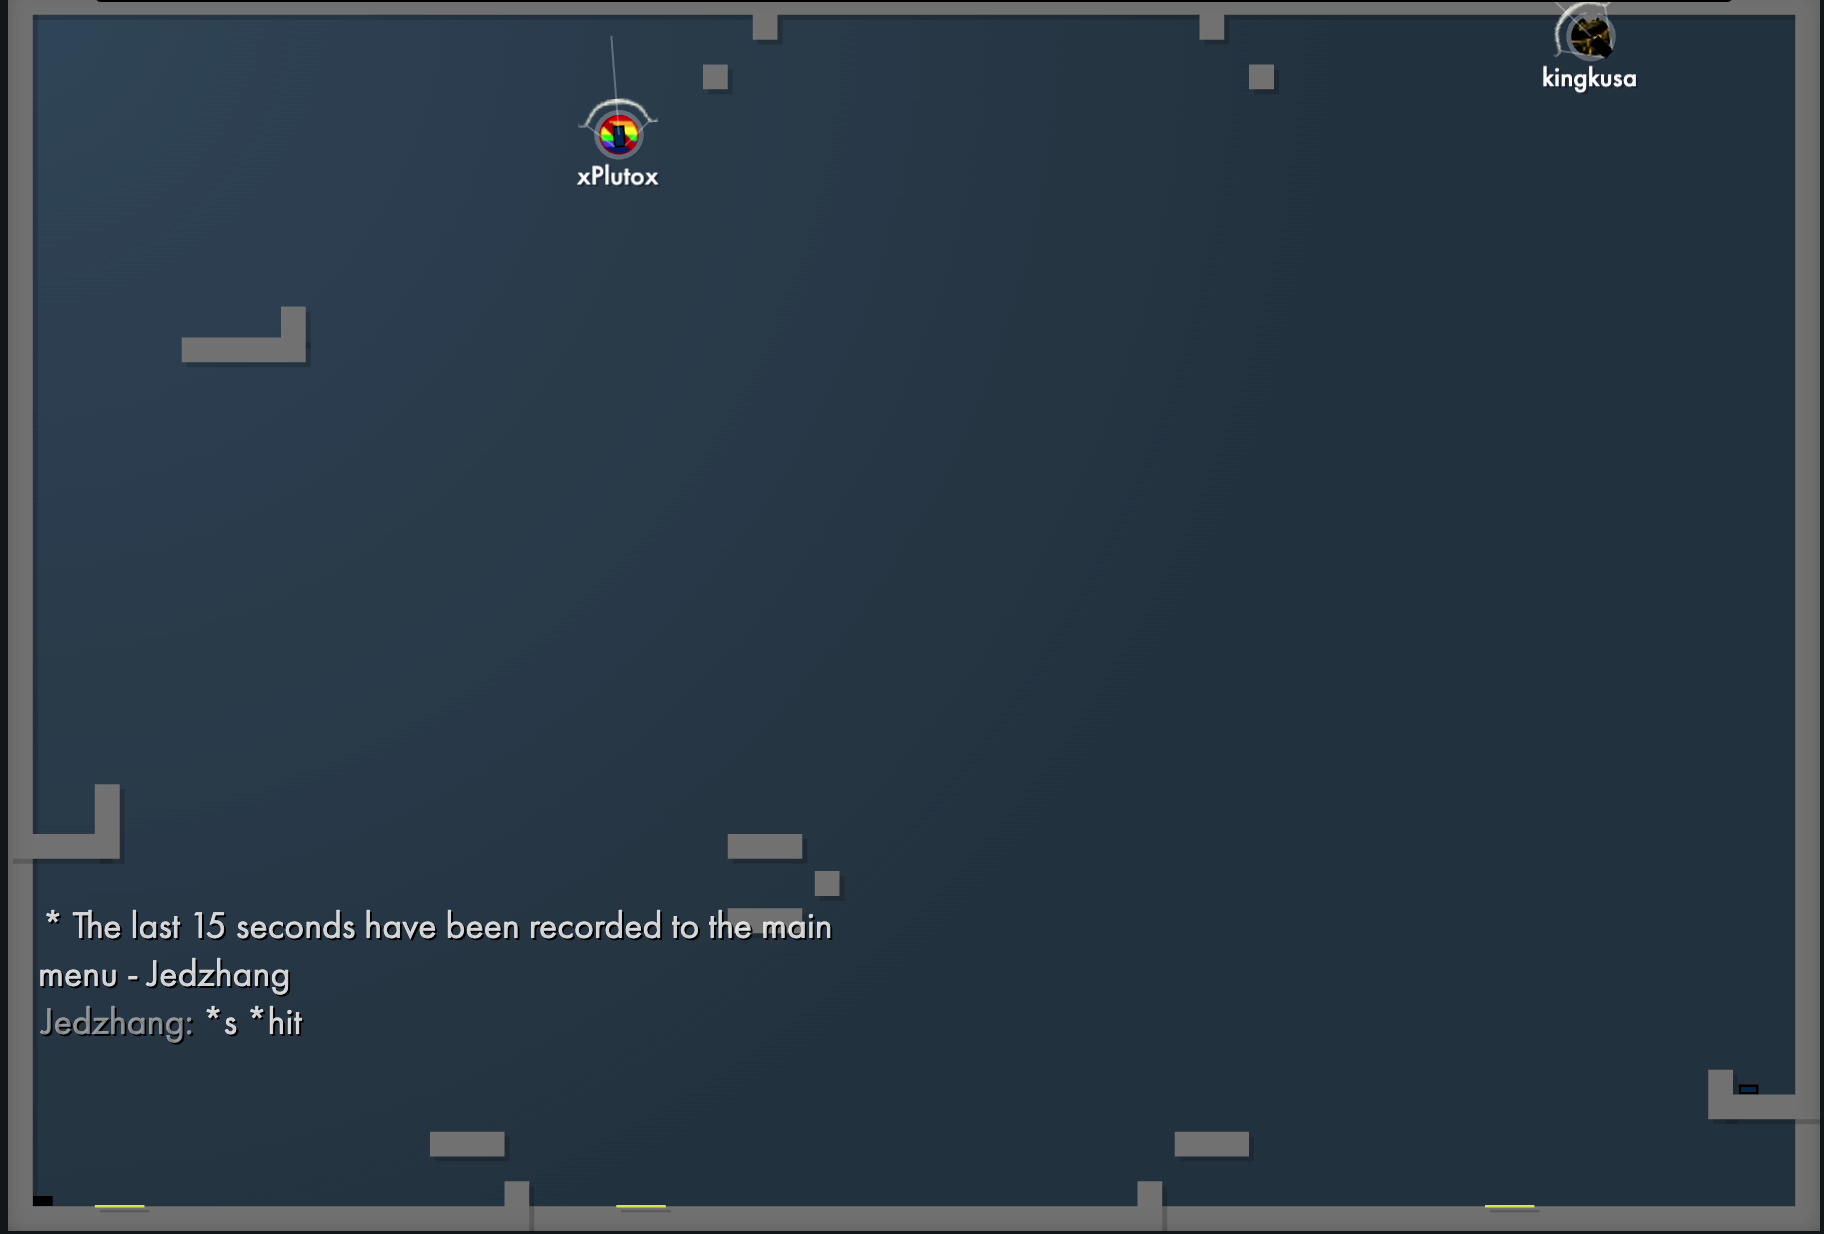 kingkusa
xPlutox
* The last 15 seconds have been recorded to the main
menu - Jedzhang
Jedzhang: *s *hit